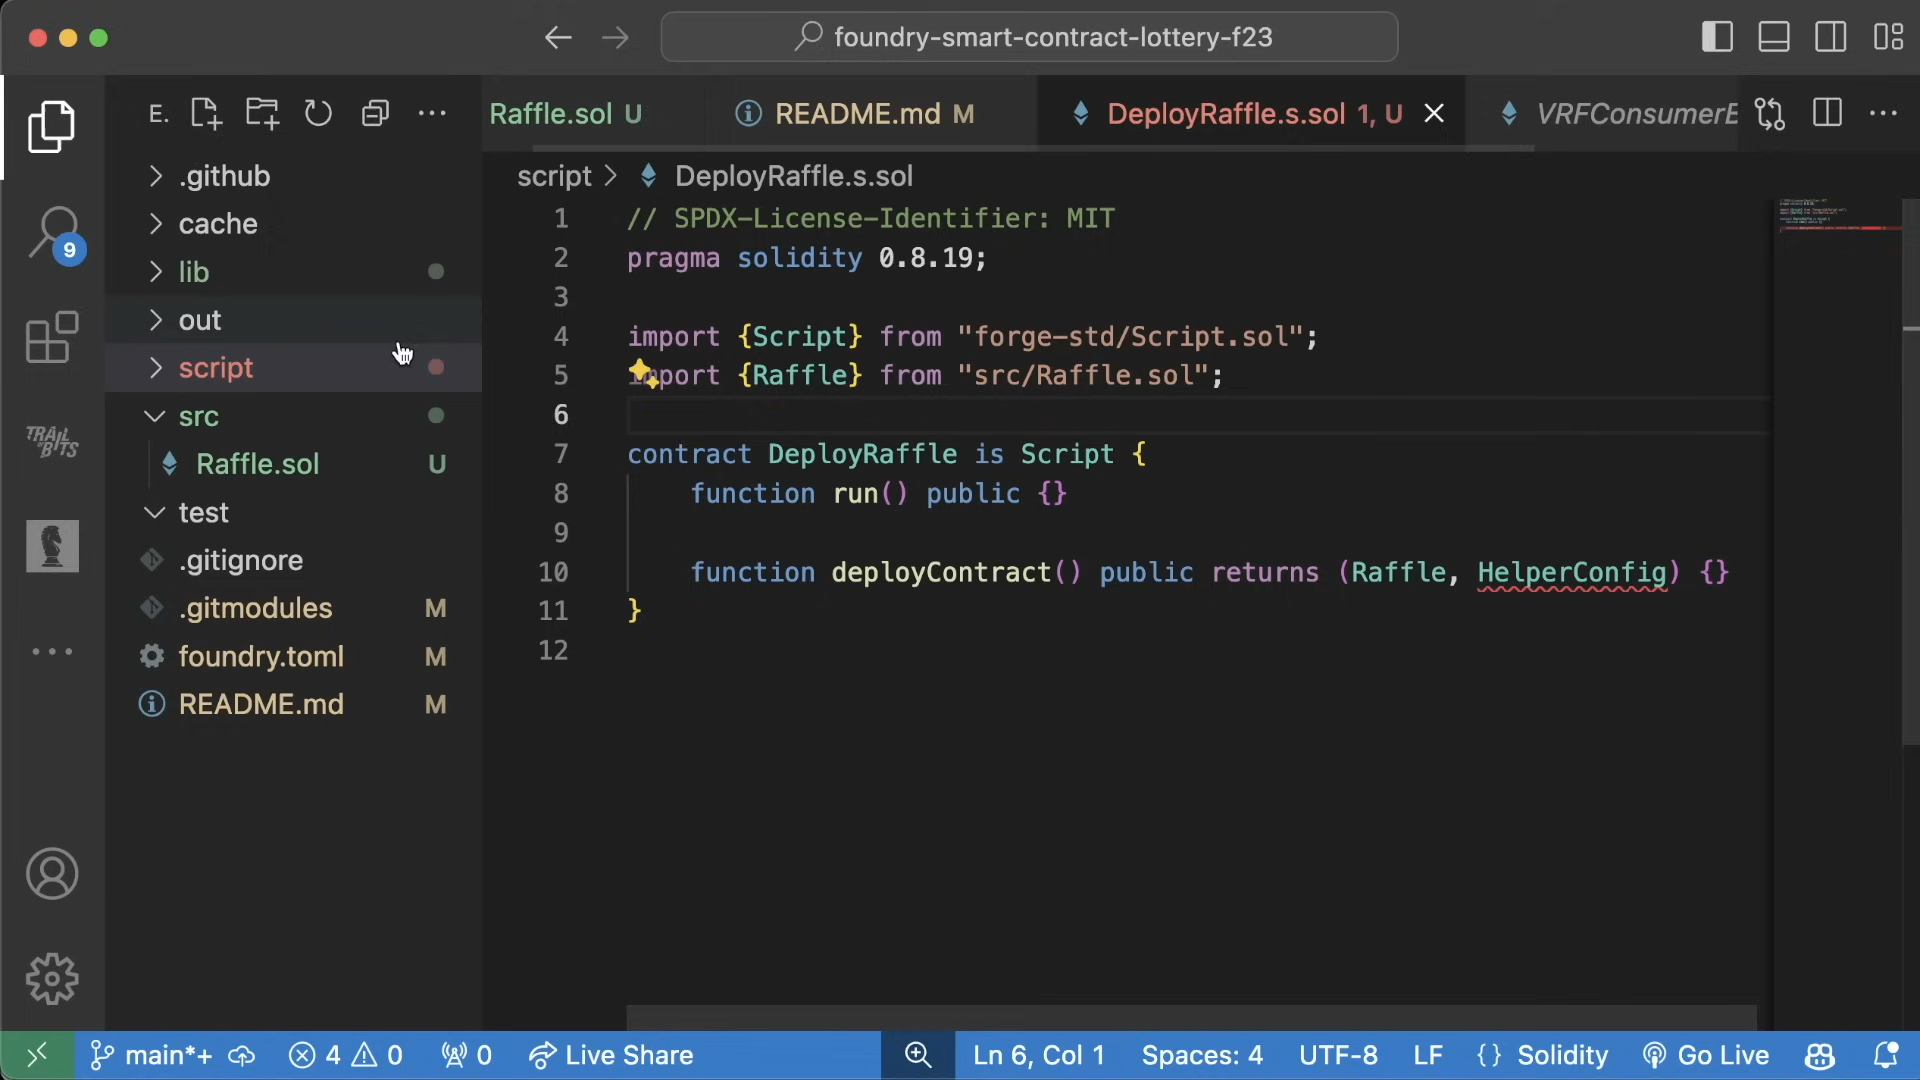 foundry-smart-contract-lottery-f23
E.
Raffle.sol U
README.md M
DeployRaffle.s.sol 1, U
VRFConsumerB
.github
cache
lib
out
script
src
Raffle.sol U
test
.gitignore
.gitmodules M
foundry.toml M
README.md M
9
TRAIL OF BITS
script > DeployRaffle.s.sol
1 // SPDX-License-Identifier: MIT
2 pragma solidity 0.8.19;
3
4 import {Script} from "forge-std/Script.sol";
5 import {Raffle} from "src/Raffle.sol";
6
7 contract DeployRaffle is Script {
8 function run() public {}
9
10 function deployContract() public returns (Raffle, HelperConfig) {}
11 }
12
main*+ 4 0 0 Live Share Ln 6, Col 1 Spaces: 4 UTF-8 LF {} Solidity Go Live